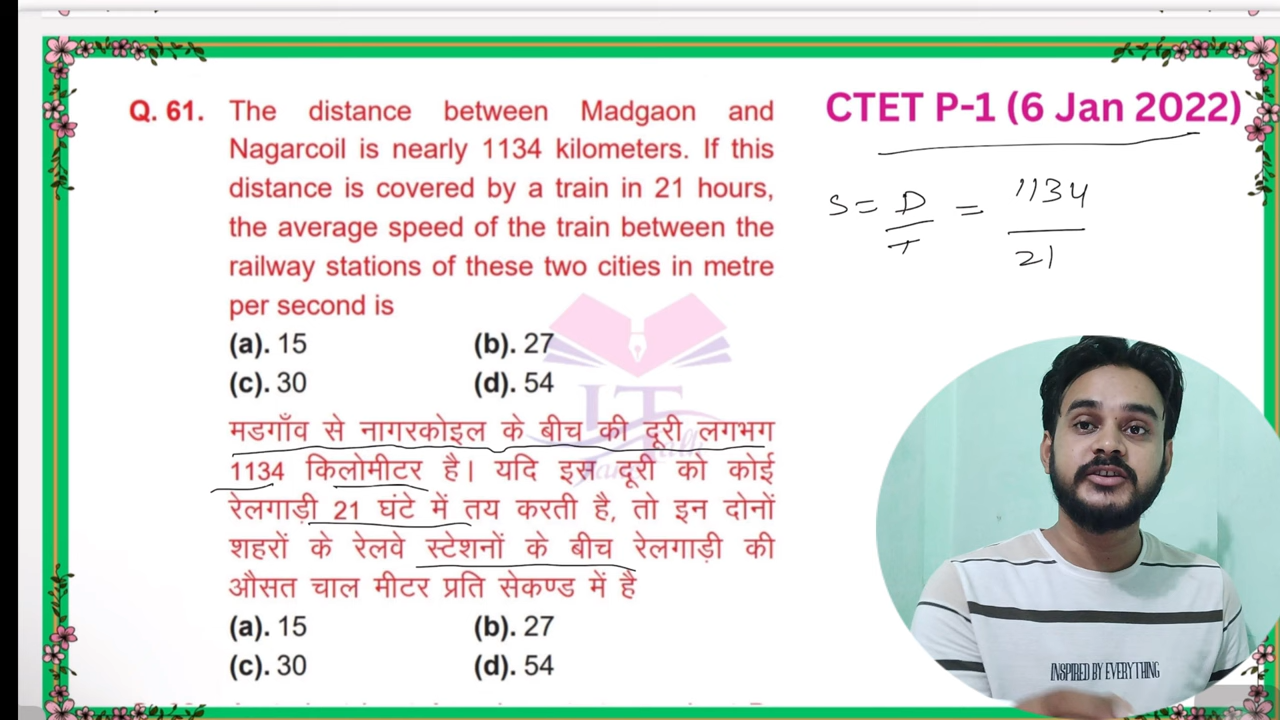 Q. 61. The distance between Madgaon and
Nagarcoil is nearly 1134 kilometers. If this
distance is covered by a train in 21 hours,
the average speed of the train between the
railway stations of these two cities in metre
per second is
(a). 15 (b). 27
(c). 30 (d). 54
मडगाँव से नागरकोइल के बीच की दूरी लगभग
1134 किलोमीटर है। यदि इस दूरी को कोई
रेलगाड़ी 21 घंटे में तय करती है, तो इन दोनों
शहरों के रेलवे स्टेशनों के बीच रेलगाड़ी की
औसत चाल मीटर प्रति सेकण्ड में है
(a). 15 (b). 27
(c). 30 (d). 54
CTET P-1 (6 Jan 2022)
S = D/T = 1134/21
INSPIRED BY EVERYTHING